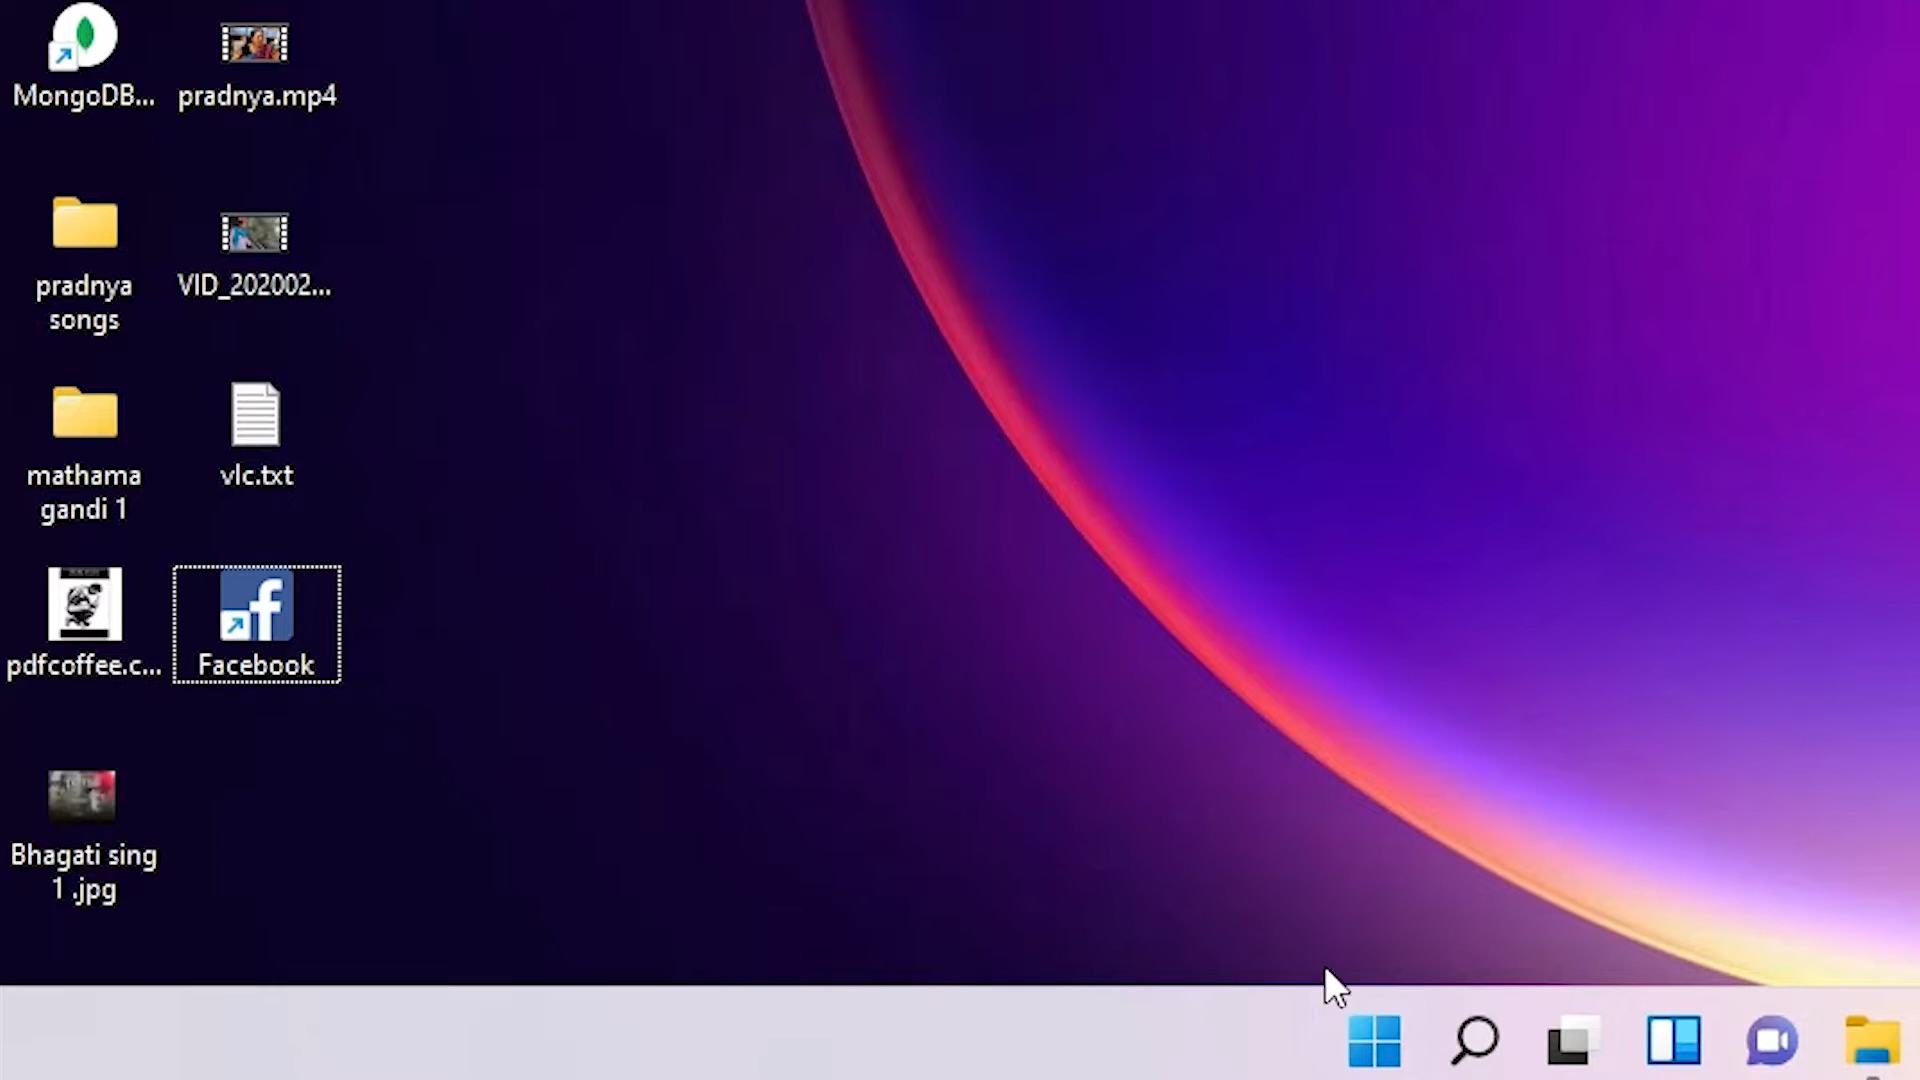 MongoDB...
pradnya.mp4
pradnya
songs
VID_202002...
mathama
gandi 1
vlc.txt
pdfcoffee.c...
Facebook
Bhagati sing
1 .jpg